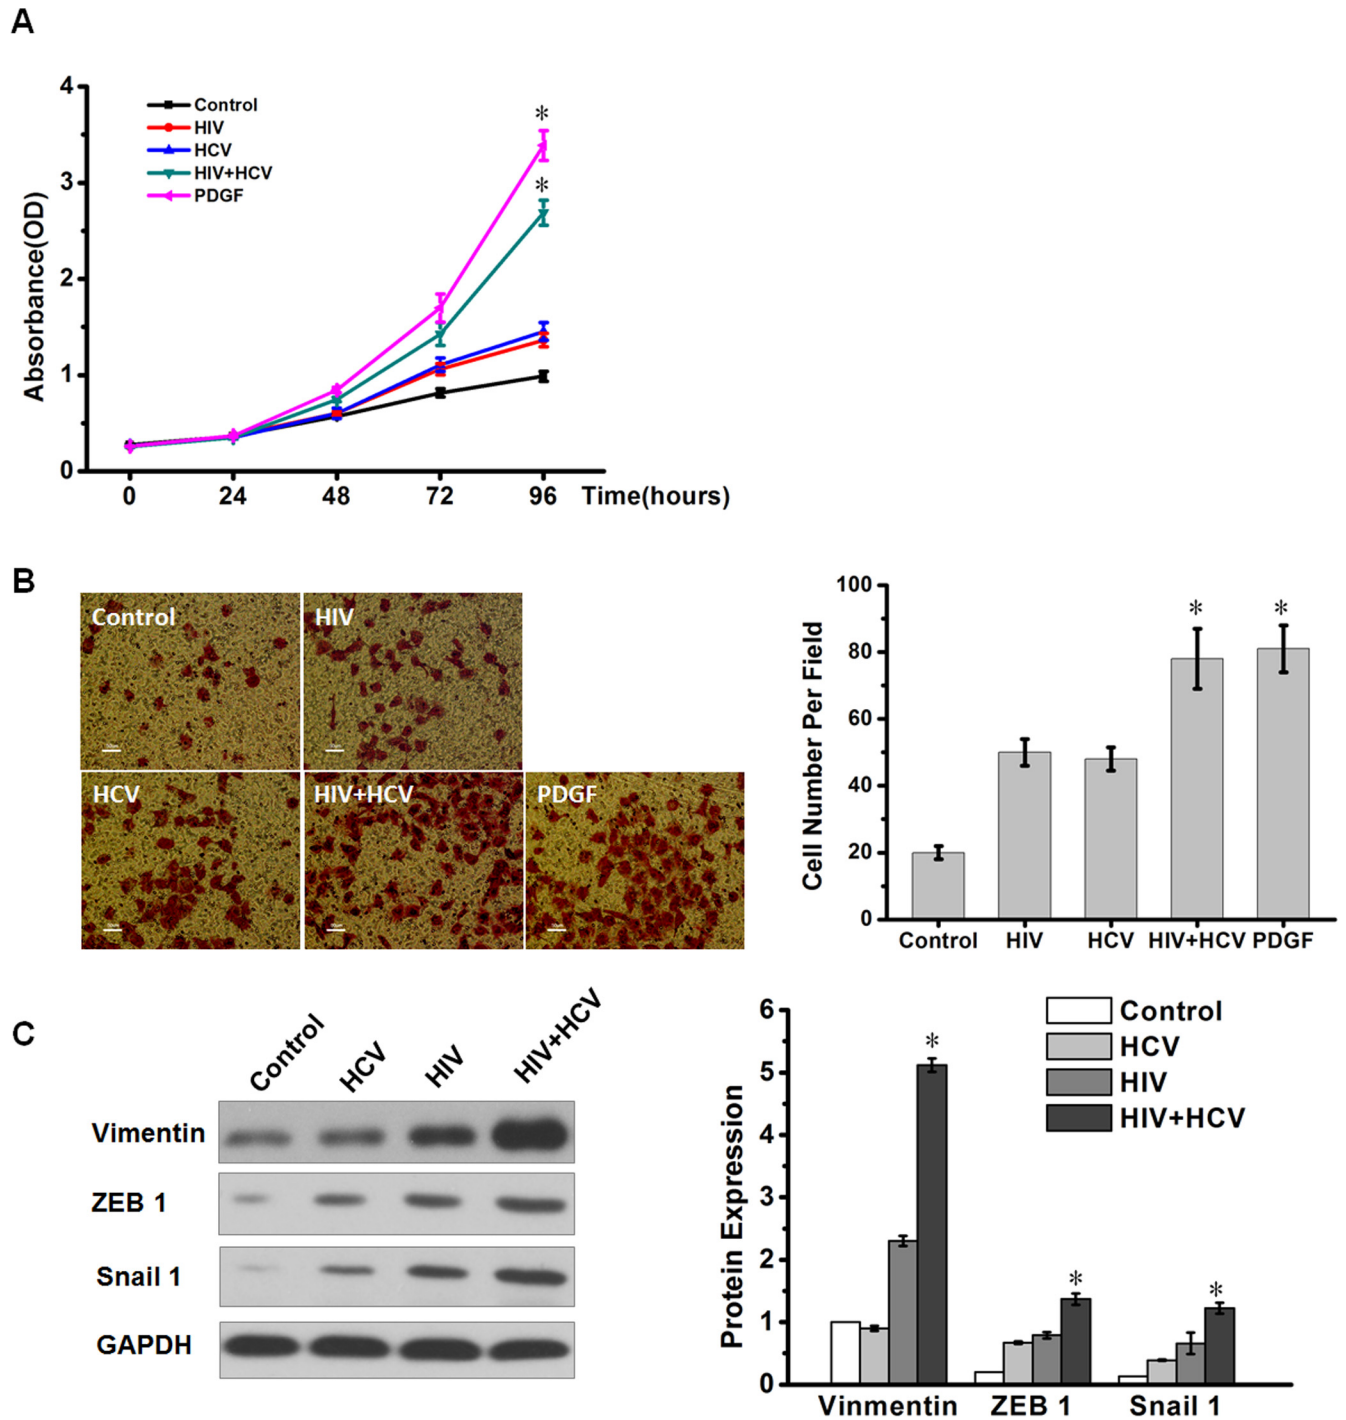 A
4
3
2
1
0
Absorbance(OD)
Control
HIV
HCV
HIV+HCV
PDGF
*
*
0 24 48 72 96 Time(hours)
B
Control
HIV
HCV
HIV+HCV
PDGF
100
80
60
40
20
0
Cell Number Per Field
* *
Control HIV HCV HIV+HCV PDGF
C
Control
HCV
HIV
HIV+HCV
Vimentin
ZEB 1
Snail 1
GAPDH
6
5
4
3
2
1
0
Protein Expression
Control
HCV
HIV
HIV+HCV
*
*
*
Vinmentin ZEB 1 Snail 1